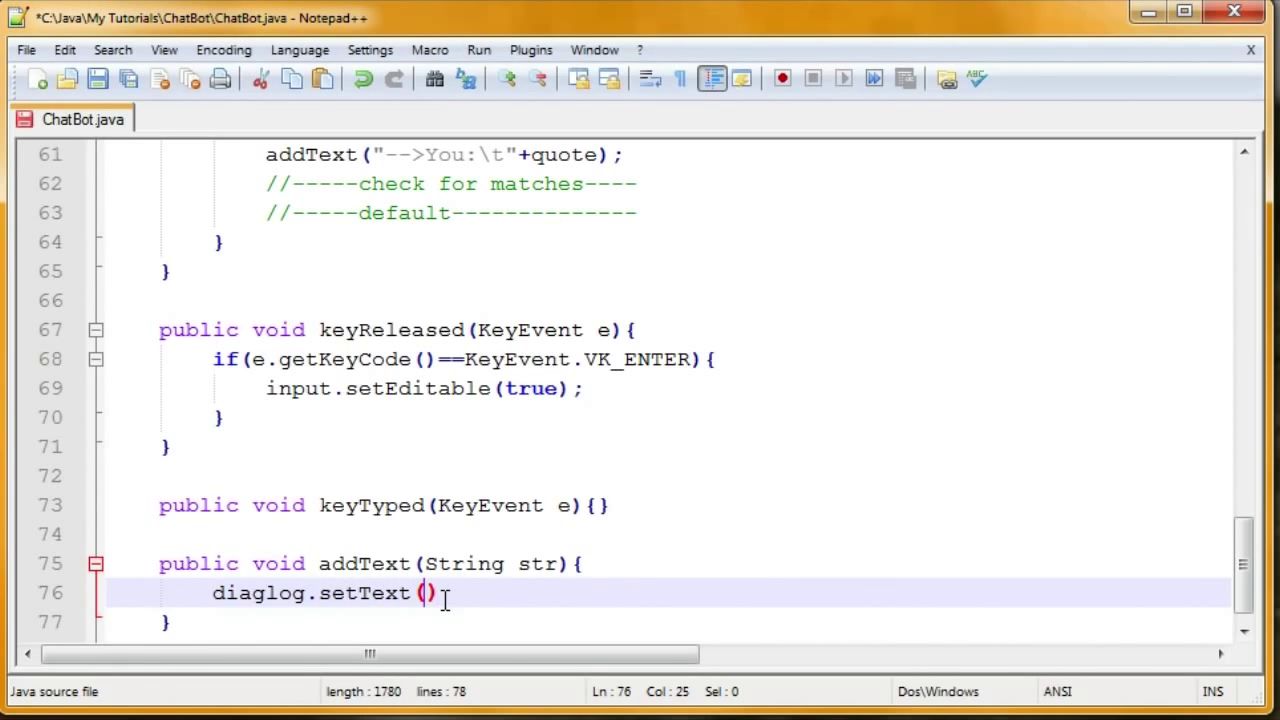 *C:\Java\My Tutorials\ChatBot\ChatBot.java - Notepad++
File Edit Search View Encoding Language Settings Macro Run Plugins Window ? X
ABC
ChatBot.java
61 addText("-->You:\t"+quote);
62 //-----check for matches----
63 //-----default--------------
64 }
65 }
66
67 public void keyReleased(KeyEvent e){
68 if(e.getKeyCode()==KeyEvent.VK_ENTER){
69 input.setEditable(true);
70 }
71 }
72
73 public void keyTyped(KeyEvent e){}
74
75 public void addText(String str){
76 diaglog.setText()
77 }
Java source file length : 1780 lines : 78 Ln : 76 Col : 25 Sel : 0 Dos\Windows ANSI INS